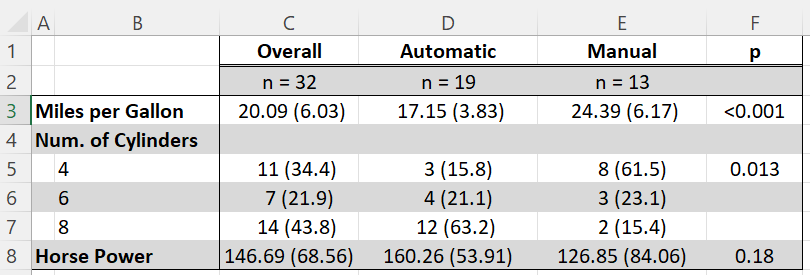 A B C D E F
1 Overall Automatic Manual p
2 n = 32 n = 19 n = 13
3 Miles per Gallon 20.09 (6.03) 17.15 (3.83) 24.39 (6.17) <0.001
4 Num. of Cylinders
5 4 11 (34.4) 3 (15.8) 8 (61.5) 0.013
6 6 7 (21.9) 4 (21.1) 3 (23.1)
7 8 14 (43.8) 12 (63.2) 2 (15.4)
8 Horse Power 146.69 (68.56) 160.26 (53.91) 126.85 (84.06) 0.18